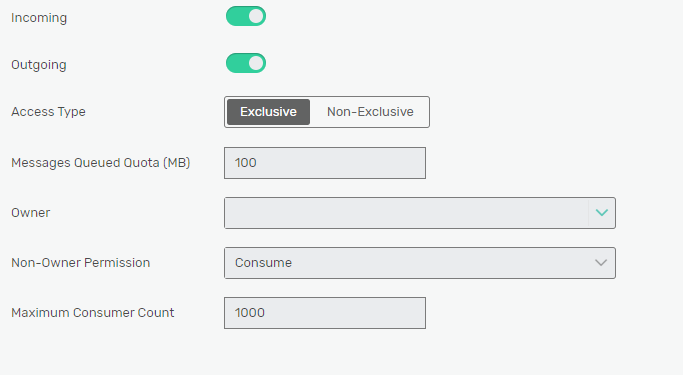 Incoming
Outgoing
Access Type Exclusive Non-Exclusive
Messages Queued Quota (MB) 100
Owner
Non-Owner Permission Consume
Maximum Consumer Count 1000